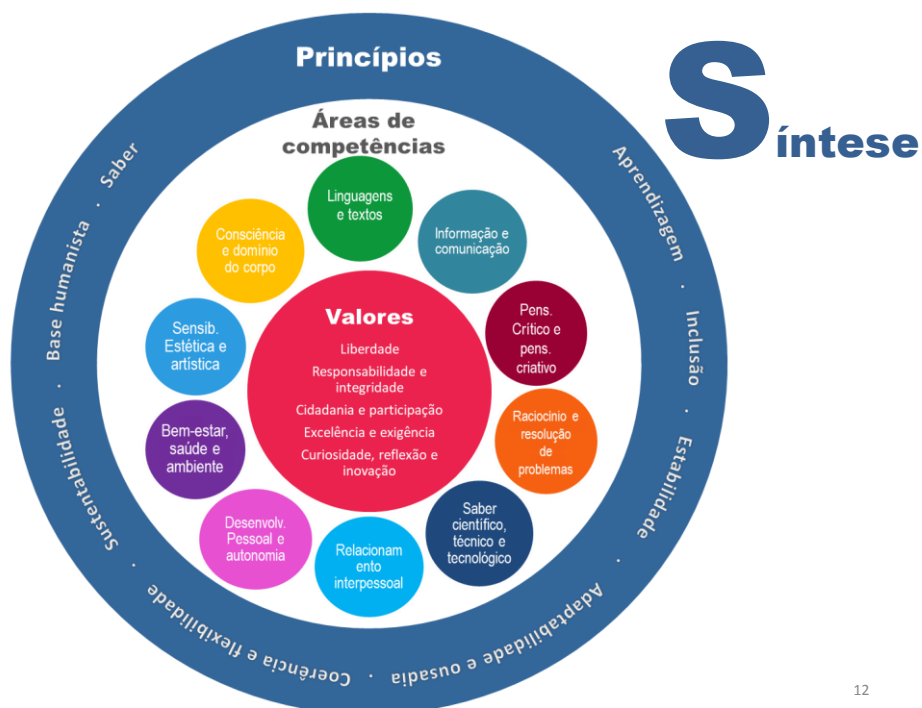 Síntese
Princípios
Áreas de
competências
Linguagens
e textos
Informação e
comunicação
Pens.
Crítico e
pens.
criativo
Raciocínio e
resolução
de
problemas
Saber
científico,
técnico e
tecnológico
Relacionam
ento
interpessoal
Desenvolv.
Pessoal e
autonomia
Bem-estar,
saúde e
ambiente
Sensib.
Estética e
artística
Consciência
e domínio
do corpo
Valores
Liberdade
Responsabilidade e
integridade
Cidadania e participação
Excelência e exigência
Curiosidade, reflexão e
inovação
Aprendizagem · Inclusão · Estabilidade · Adaptabilidade e ousadia · Coerência e flexibilidade · Sustentabilidade · Base humanista · Saber
12